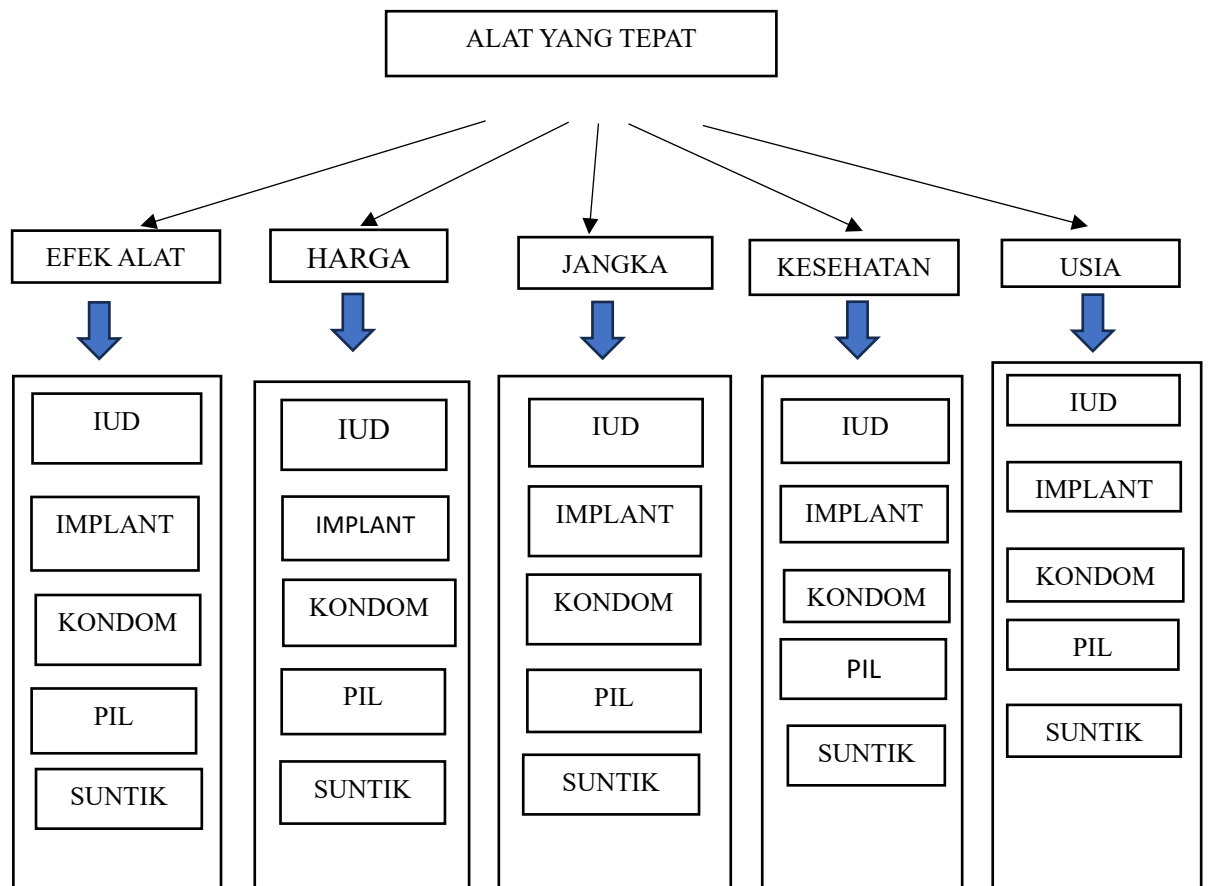 ALAT YANG TEPAT
EFEK ALAT
HARGA
JANGKA
KESEHATAN
USIA
IUD
IMPLANT
KONDOM
PIL
SUNTIK
IUD
IMPLANT
KONDOM
PIL
SUNTIK
IUD
IMPLANT
KONDOM
PIL
SUNTIK
IUD
IMPLANT
KONDOM
PIL
SUNTIK
IUD
IMPLANT
KONDOM
PIL
SUNTIK